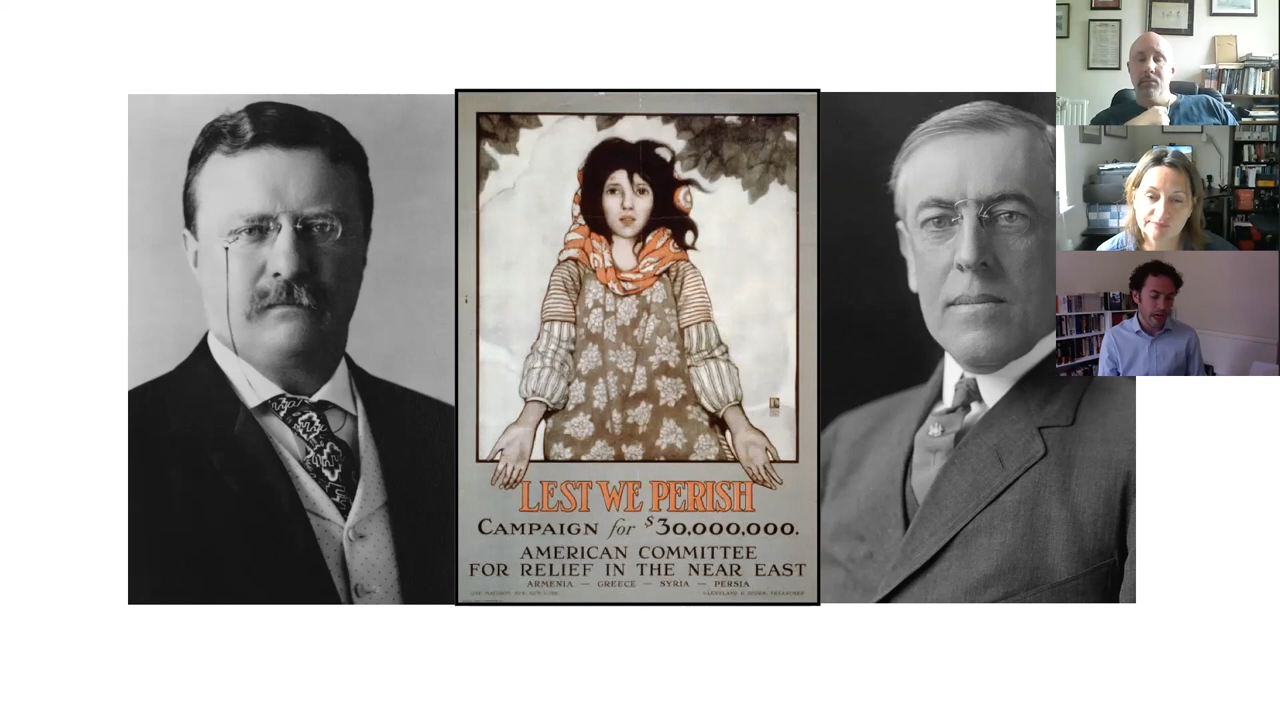 LEST WE PERISH
CAMPAIGN for $30,000,000.
AMERICAN COMMITTEE
FOR RELIEF IN THE NEAR EAST
ARMENIA — GREECE — SYRIA — PERSIA